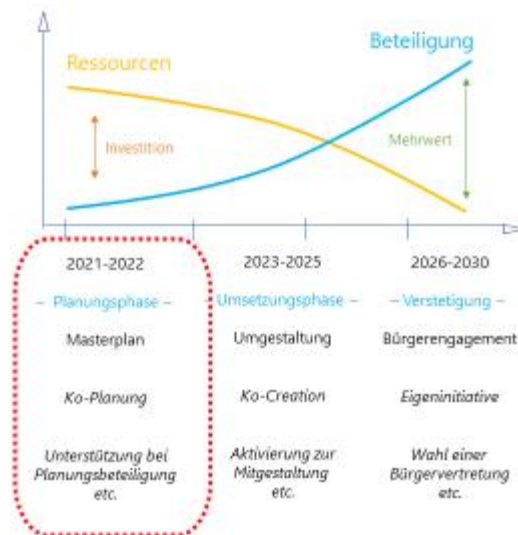 Beteiligung
Ressourcen
Investition
Mehrwert
2021-2022
2023-2025
2026-2030
– Planungsphase –
– Umsetzungsphase –
– Verstetigung –
Masterplan
Umgestaltung
Bürgerengagement
Ko-Planung
Ko-Creation
Eigeninitiative
Unterstützung bei
Planungsbeteiligung
etc.
Aktivierung zur
Mitgestaltung
etc.
Wahl einer
Bürgervertretung
etc.